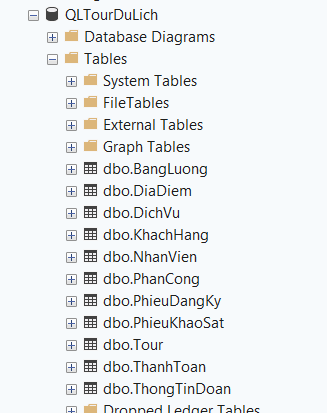 QLTourDuLich
Database Diagrams
Tables
System Tables
FileTables
External Tables
Graph Tables
dbo.BangLuong
dbo.DiaDiem
dbo.DichVu
dbo.KhachHang
dbo.NhanVien
dbo.PhanCong
dbo.PhieuDangKy
dbo.PhieuKhaoSat
dbo.Tour
dbo.ThanhToan
dbo.ThongTinDoan
Dropped Ledger Tables